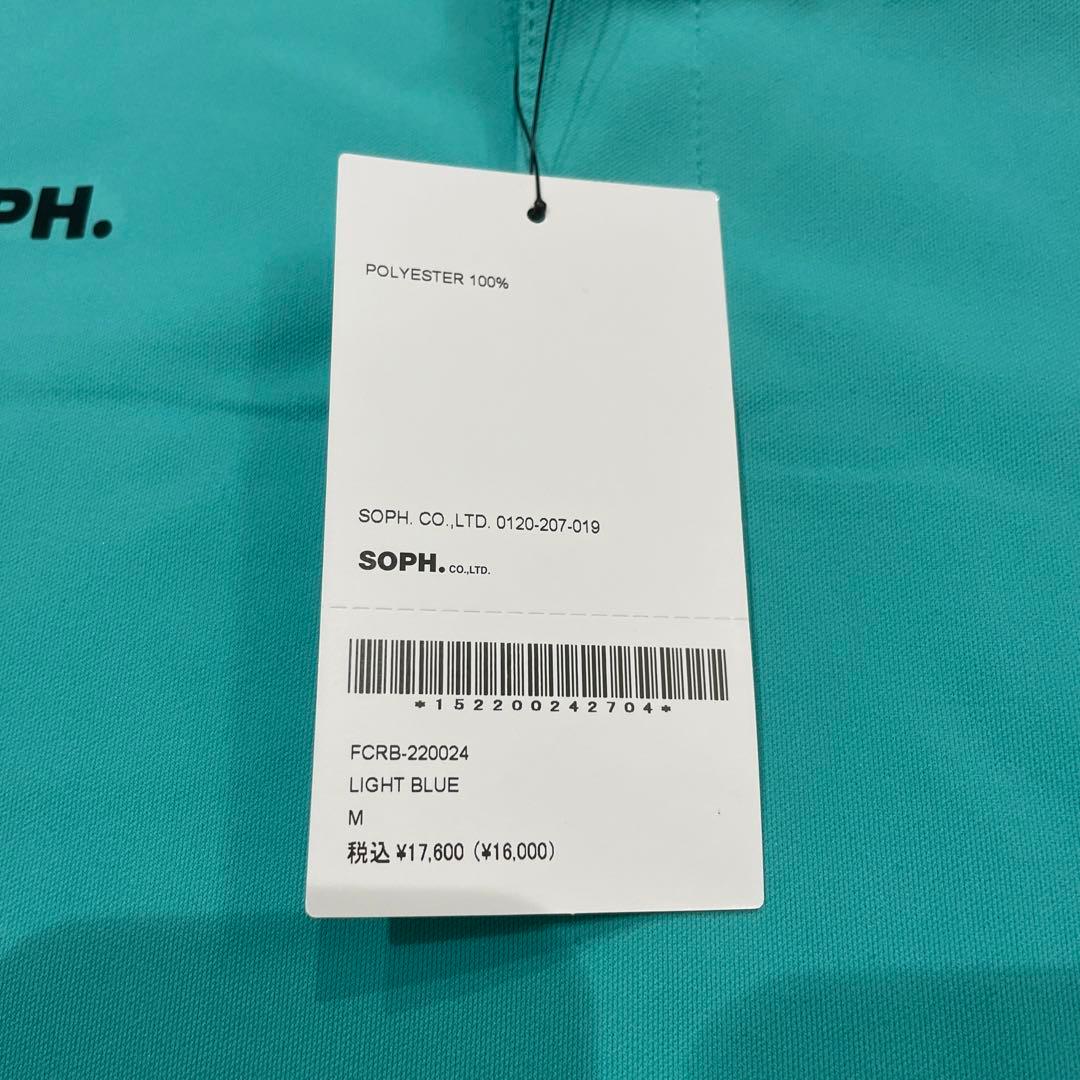 PH.
POLYESTER 100%
SOPH. CO.,LTD. 0120-207-019
SOPH. CO.,LTD.
*152200242704*
FCRB-220024
LIGHT BLUE
M
税込 ¥17,600 (¥16,000)